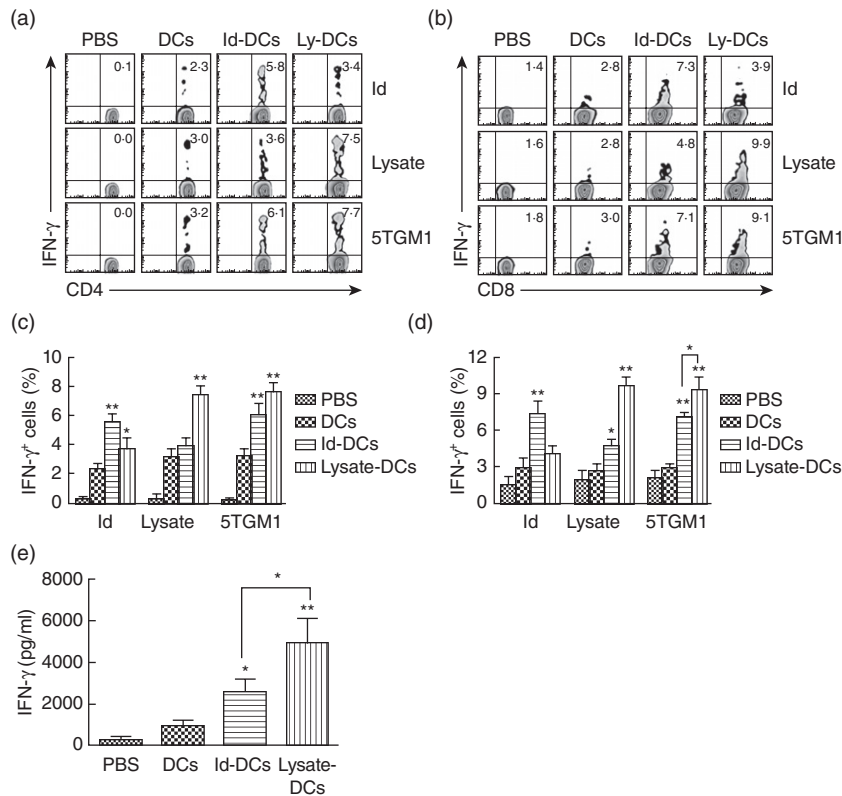 (a)
PBS DCs Id-DCs Ly-DCs
0·1 2·3 5·8 3·4 Id
0·0 3·0 3·6 7·5 Lysate
0·0 3·2 6·1 7·7 5TGM1
IFN-γ
CD4
(b)
PBS DCs Id-DCs Ly-DCs
1·4 2·8 7·3 3·9 Id
1·6 2·8 4·8 9·9 Lysate
1·8 3·0 7·1 9·1 5TGM1
IFN-γ
CD8
(c)
IFN-γ+ cells (%)
10
8
6
4
2
0
** * ** ** **
Id Lysate 5TGM1
PBS
DCs
Id-DCs
Lysate-DCs
(d)
IFN-γ+ cells (%)
12
9
6
3
0
** * ** ** * **
Id Lysate 5TGM1
PBS
DCs
Id-DCs
Lysate-DCs
(e)
IFN-γ (pg/ml)
8000
6000
4000
2000
0
*
* **
PBS DCs Id-DCs Lysate-
DCs